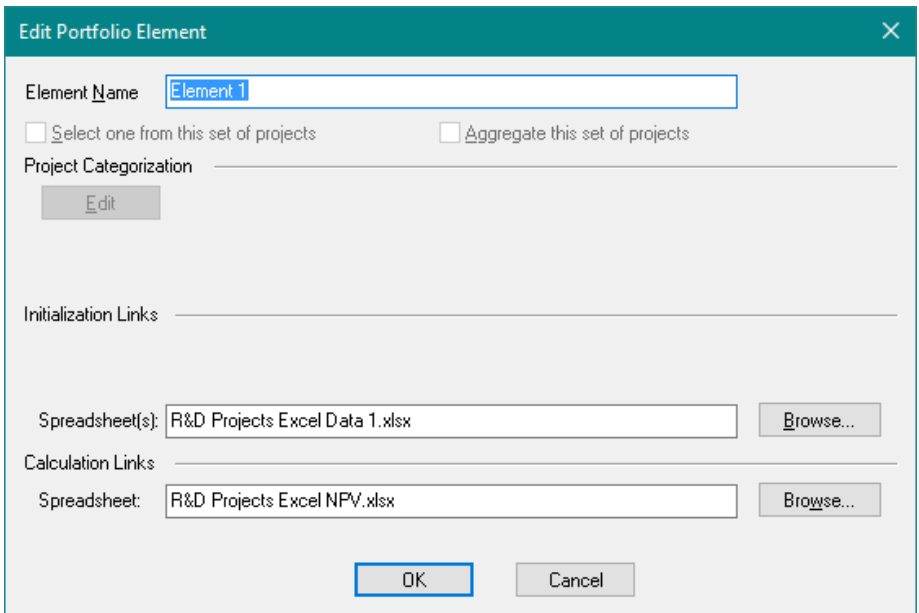 Edit Portfolio Element
Element Name Element 1
Select one from this set of projects Aggregate this set of projects
Project Categorization
Edit
Initialization Links
Spreadsheet(s): R&D Projects Excel Data 1.xlsx Browse...
Calculation Links
Spreadsheet: R&D Projects Excel NPV.xlsx Browse...
OK Cancel